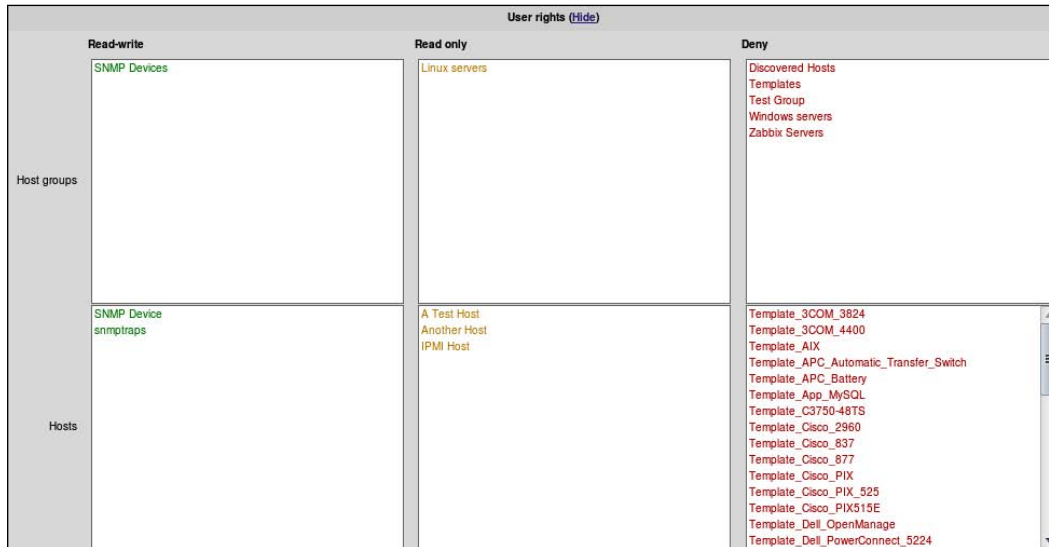 User rights (Hide)
Read-write
Read only
Deny
Host groups
SNMP Devices
Linux servers
Discovered Hosts
Templates
Test Group
Windows servers
Zabbix Servers
Hosts
SNMP Device
snmptraps
A Test Host
Another Host
IPMI Host
Template_3COM_3824
Template_3COM_4400
Template_AIX
Template_APC_Automatic_Transfer_Switch
Template_APC_Battery
Template_App_MySQL
Template_C3750-48TS
Template_Cisco_2960
Template_Cisco_837
Template_Cisco_877
Template_Cisco_PIX
Template_Cisco_PIX_525
Template_Cisco_PIX515E
Template_Dell_OpenManage
Template_Dell_PowerConnect_5224